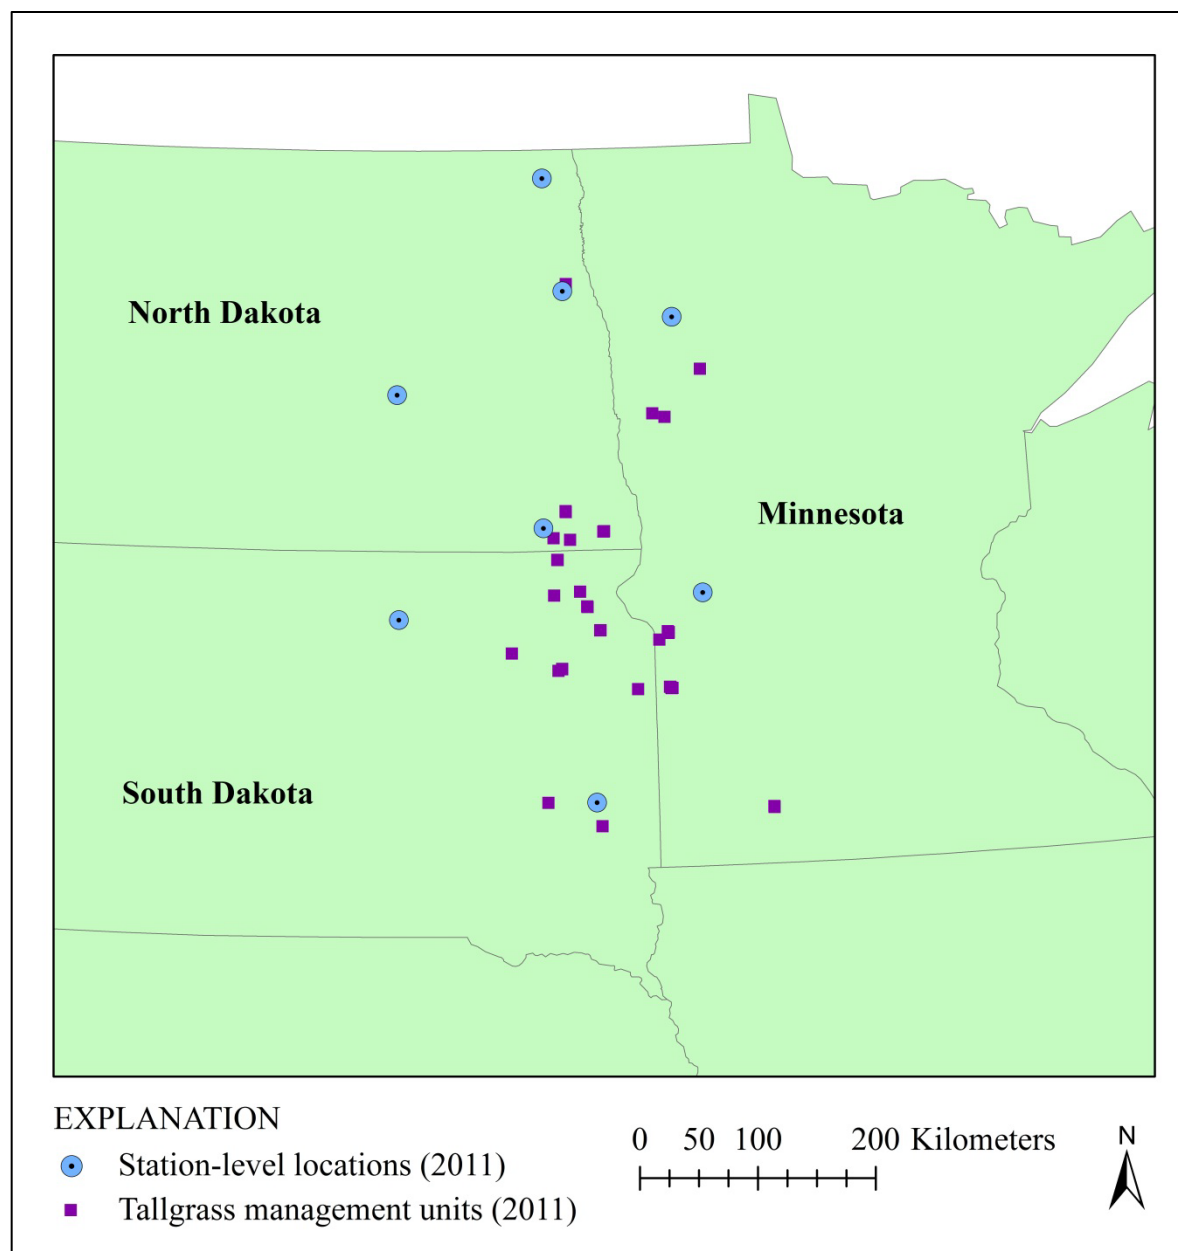 North Dakota
Minnesota
South Dakota
EXPLANATION
Station-level locations (2011)
Tallgrass management units (2011)
0 50 100 200 Kilometers
N